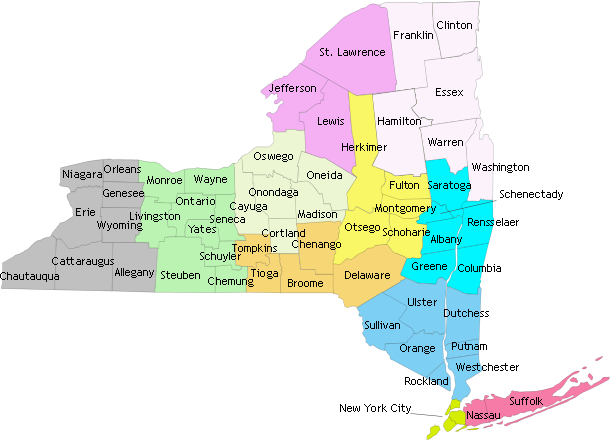 Clinton
Franklin
St. Lawrence
Jefferson
Essex
Lewis
Hamilton
Herkimer
Warren
Oswego
Washington
Oneida
Niagara
Orleans
Monroe
Wayne
Fulton
Saratoga
Genesee
Onondaga
Schenectady
Ontario
Cayuga
Madison
Montgomery
Erie
Livingston
Seneca
Rensselaer
Wyoming
Yates
Cortland
Otsego
Schoharie
Albany
Chenango
Tompkins
Schuyler
Cattaraugus
Greene
Columbia
Chautauqua
Allegany
Steuben
Chemung
Tioga
Broome
Delaware
Ulster
Dutchess
Sullivan
Orange
Putnam
Westchester
Rockland
Suffolk
New York City
Nassau